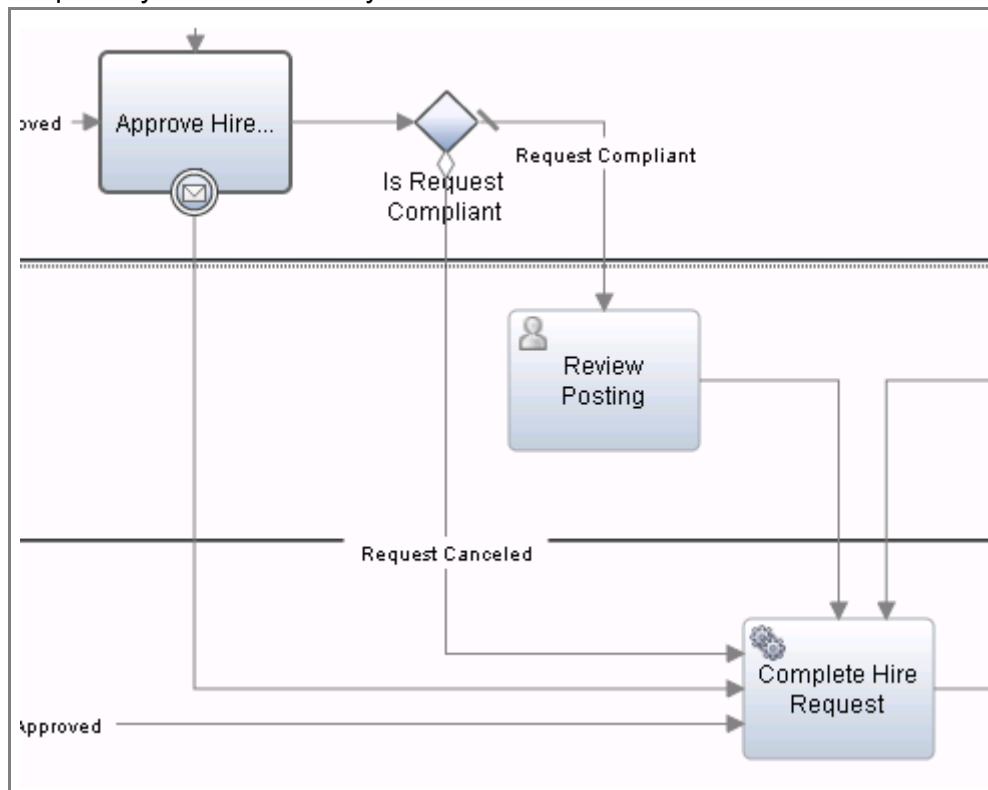 oved
Approve Hire...
Request Compliant
Is Request
Compliant
Review
Posting
Request Canceled
Complete Hire
Request
Approved